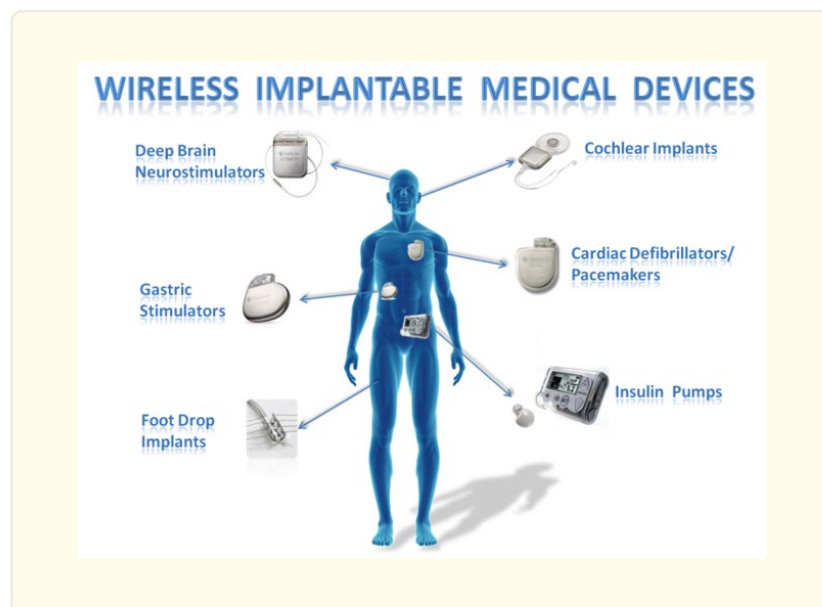 WIRELESS IMPLANTABLE MEDICAL DEVICES
Deep Brain
Neurostimulators
Cochlear Implants
Cardiac Defibrillators/
Pacemakers
Gastric
Stimulators
Insulin Pumps
Foot Drop
Implants